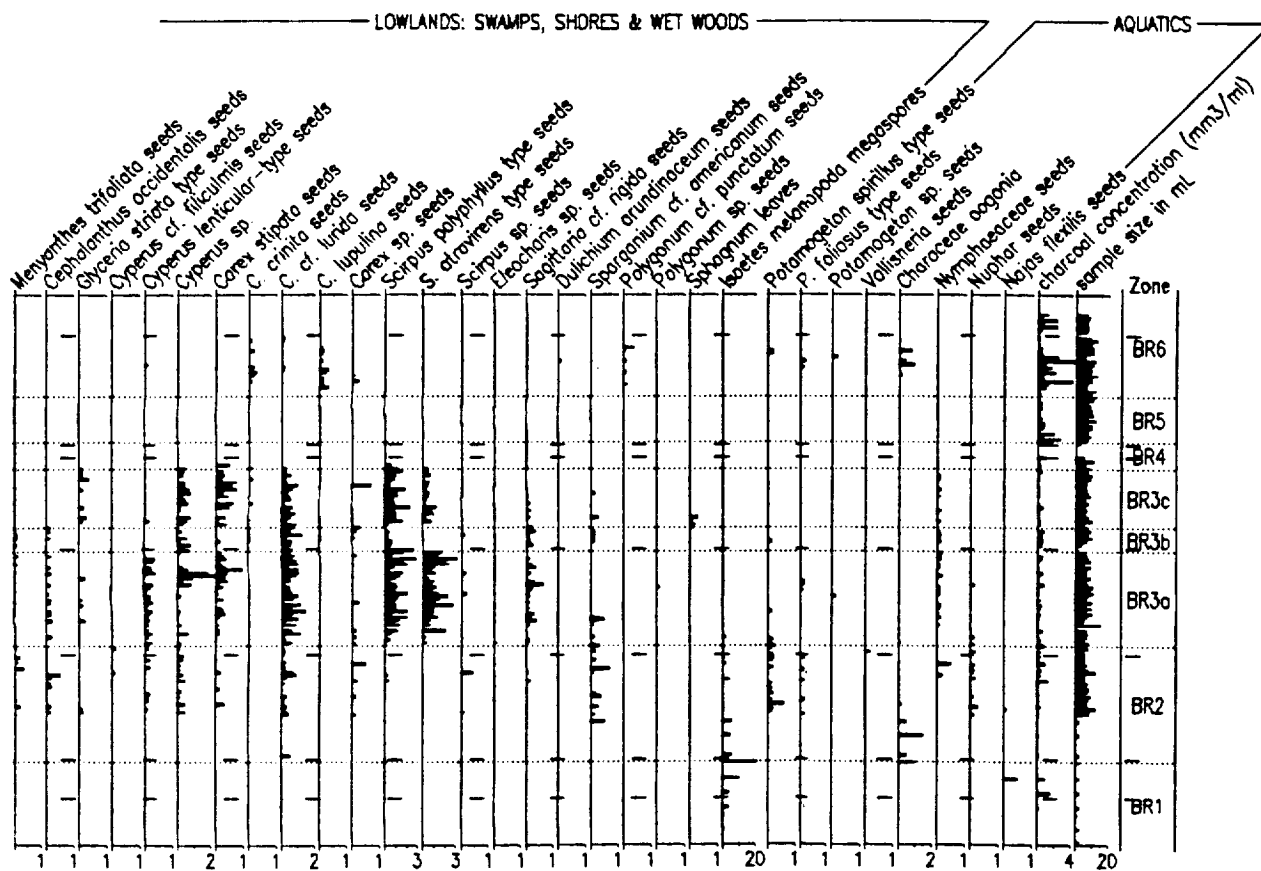 LOWLANDS: SWAMPS, SHORES & WET WOODS
AQUATICS
Menyanthes trifoliata seeds
Cephalanthus occidentalis seeds
Glyceria striata type seeds
Cyperus cf. filiculmis seeds
Cyperus lenticular-type seeds
Cyperus sp.
Carex stipata seeds
C. crinita seeds
C. cf. lurida seeds
C. lupulina seeds
Carex sp. seeds
Scirpus polyphyllus type seeds
S. atrovirens type seeds
Scirpus sp. seeds
Eleocharis sp. seeds
Sagittaria cf. rigida seeds
Dulichium arundinaceum seeds
Sparganium cf. americanum seeds
Polygonum cf. punctatum seeds
Polygonum sp. seeds
Sphagnum leaves
Isoetes melanopoda megaspores
Potamogeton spirillus type seeds
P. foliosus type seeds
Potamogeton sp. seeds
Vallisneria seeds
Characeae oogonia
Nymphaeaceae seeds
Nuphar seeds
Najas flexilis seeds
charcoal concentration (mm3/ml)
sample size in mL
Zone
BR6
BR5
BR4
BR3c
BR3b
BR3a
BR2
BR1
1 1 1 1 1 2 1 1 2 1 1 3 3 1 1 1 1 1 1 1 1 20 1 1 1 1 2 1 1 1 4 20